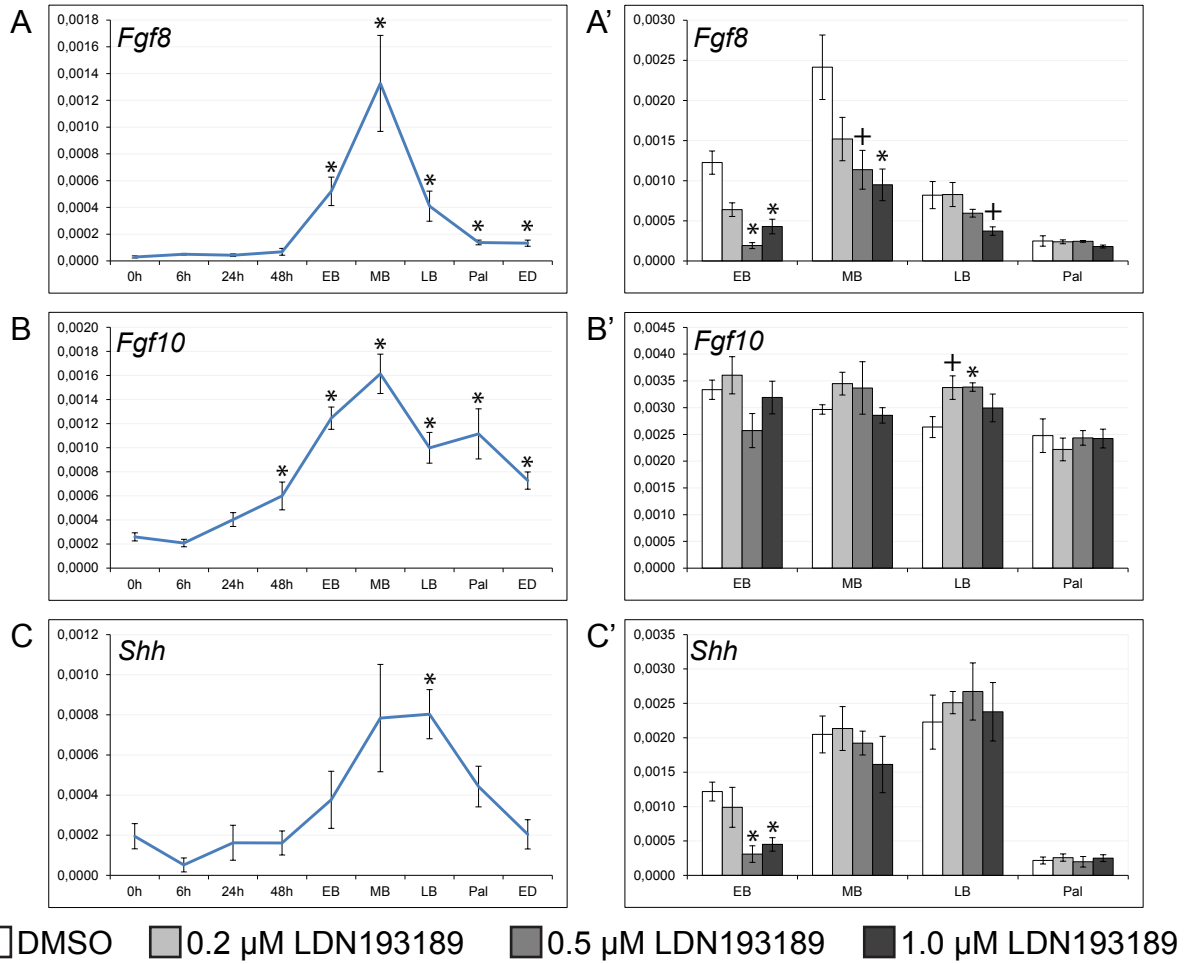 A
Fgf8
0,0018
0,0016
0,0014
0,0012
0,0010
0,0008
0,0006
0,0004
0,0002
0,0000
* * * * *
0h 6h 24h 48h EB MB LB Pal ED
A'
Fgf8
0,0030
0,0025
0,0020
0,0015
0,0010
0,0005
0,0000
* * + * +
EB MB LB Pal
B
Fgf10
0,0020
0,0018
0,0016
0,0014
0,0012
0,0010
0,0008
0,0006
0,0004
0,0002
0,0000
* * * * * *
0h 6h 24h 48h EB MB LB Pal ED
B'
Fgf10
0,0045
0,0040
0,0035
0,0030
0,0025
0,0020
0,0015
0,0010
0,0005
0,0000
+ *
EB MB LB Pal
C
Shh
0,0012
0,0010
0,0008
0,0006
0,0004
0,0002
0,0000
*
0h 6h 24h 48h EB MB LB Pal ED
C'
Shh
0,0035
0,0030
0,0025
0,0020
0,0015
0,0010
0,0005
0,0000
* *
EB MB LB Pal
DMSO 0.2 µM LDN193189 0.5 µM LDN193189 1.0 µM LDN193189